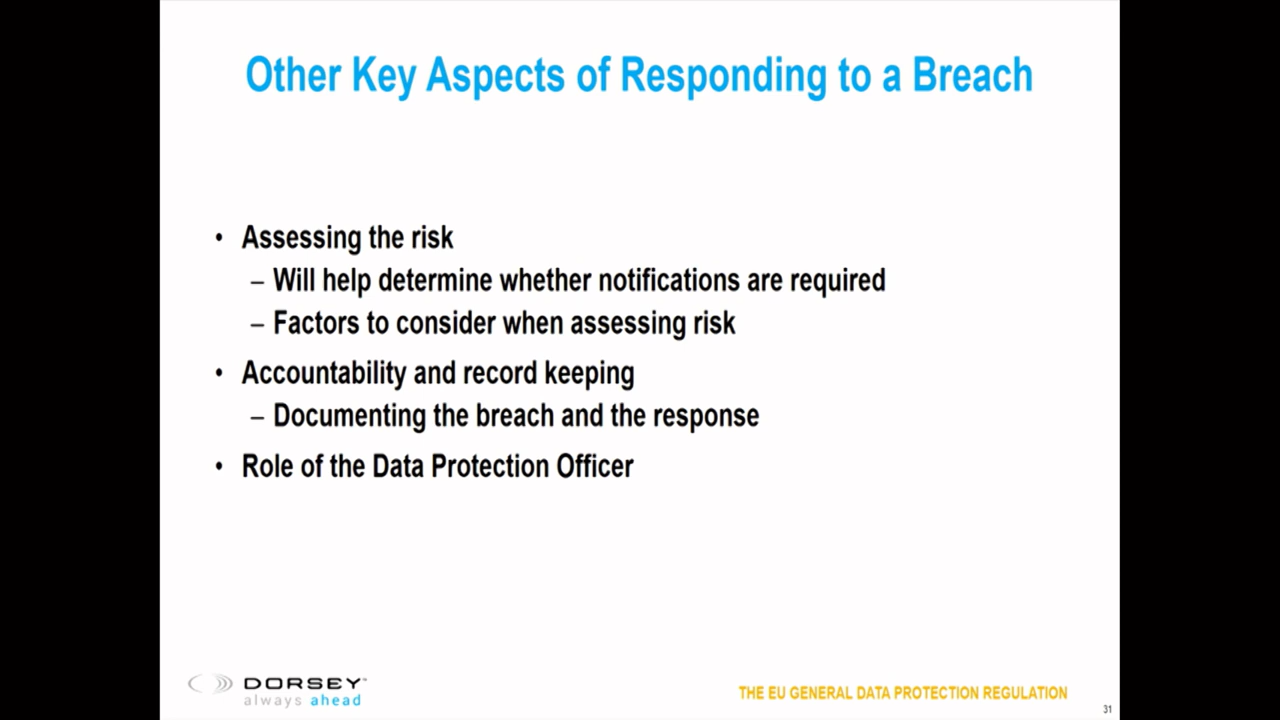 Other Key Aspects of Responding to a Breach
• Assessing the risk
– Will help determine whether notifications are required
– Factors to consider when assessing risk
• Accountability and record keeping
– Documenting the breach and the response
• Role of the Data Protection Officer
DORSEY™
always ahead
THE EU GENERAL DATA PROTECTION REGULATION
31